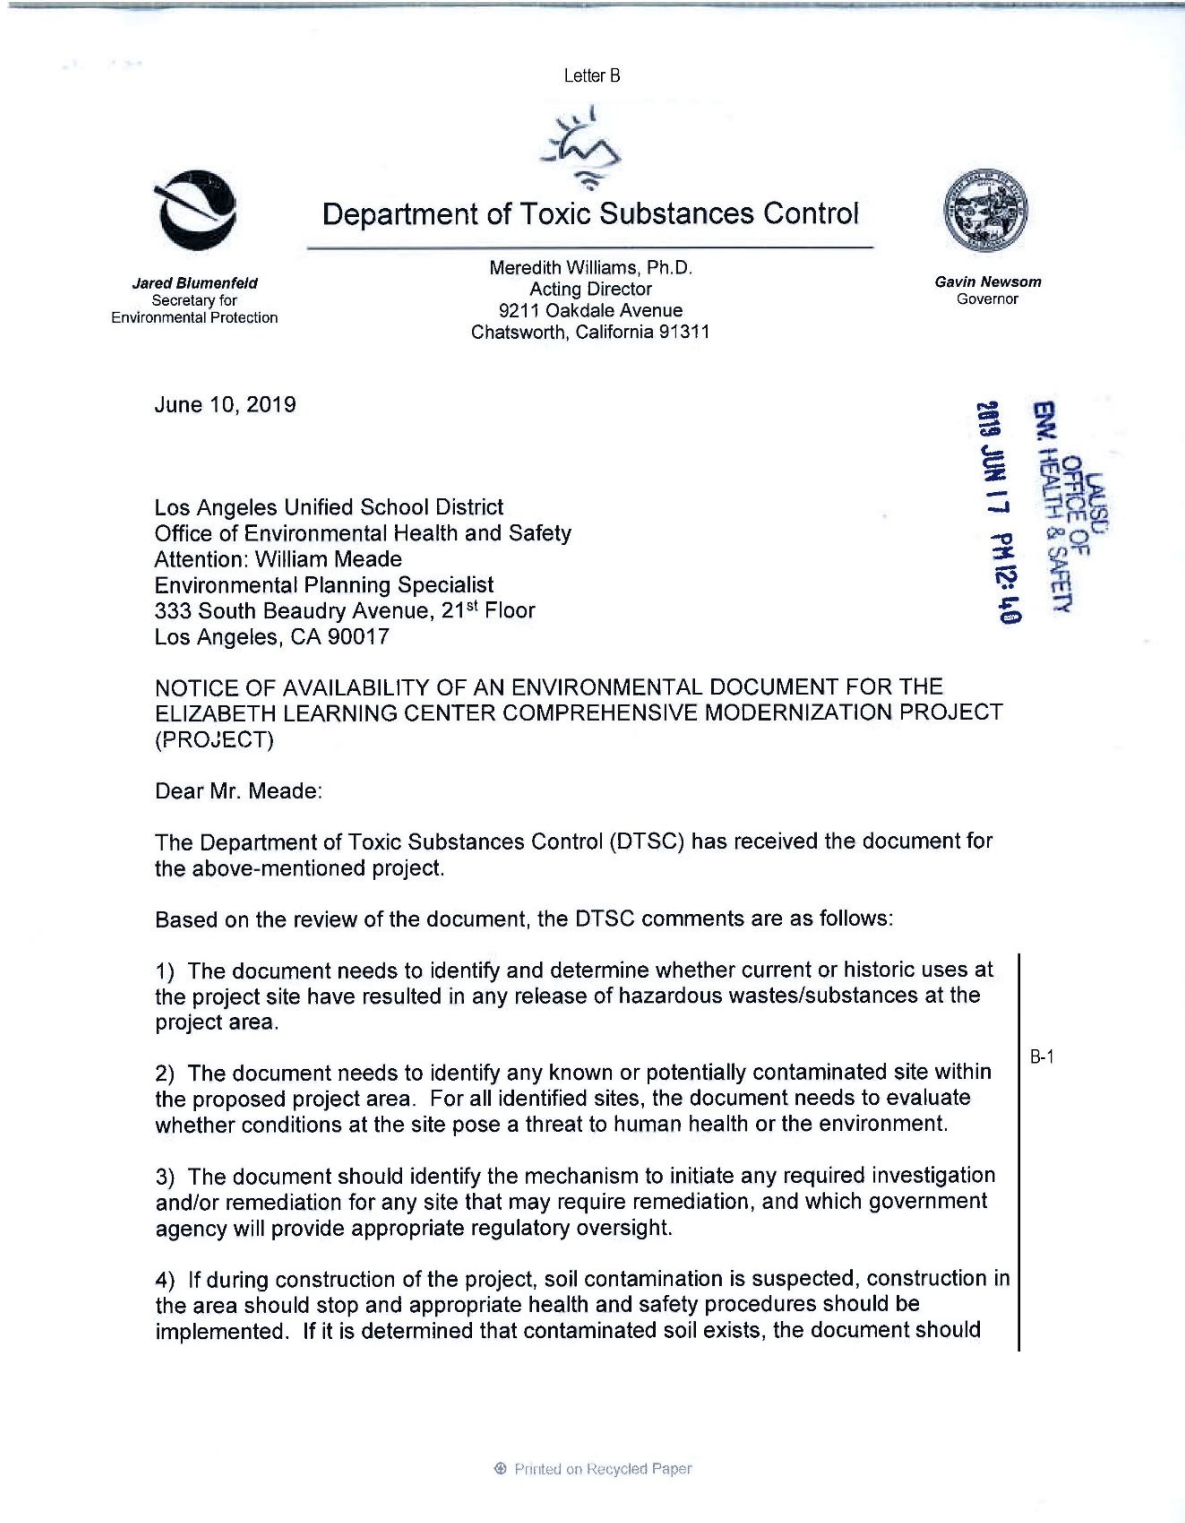 Letter B
Department of Toxic Substances Control
Jared Blumenfeld
Secretary for
Environmental Protection
Meredith Williams, Ph.D.
Acting Director
9211 Oakdale Avenue
Chatsworth, California 91311
Gavin Newsom
Governor
June 10, 2019
LAUSD
OFFICE OF
ENV. HEALTH & SAFETY
2019 JUN 17 PM 12:40
Los Angeles Unified School District
Office of Environmental Health and Safety
Attention: William Meade
Environmental Planning Specialist
333 South Beaudry Avenue, 21st Floor
Los Angeles, CA 90017
NOTICE OF AVAILABILITY OF AN ENVIRONMENTAL DOCUMENT FOR THE
ELIZABETH LEARNING CENTER COMPREHENSIVE MODERNIZATION PROJECT
(PROJECT)
Dear Mr. Meade:
The Department of Toxic Substances Control (DTSC) has received the document for
the above-mentioned project.
Based on the review of the document, the DTSC comments are as follows:
1) The document needs to identify and determine whether current or historic uses at
the project site have resulted in any release of hazardous wastes/substances at the
project area.
B-1
2) The document needs to identify any known or potentially contaminated site within
the proposed project area. For all identified sites, the document needs to evaluate
whether conditions at the site pose a threat to human health or the environment.
3) The document should identify the mechanism to initiate any required investigation
and/or remediation for any site that may require remediation, and which government
agency will provide appropriate regulatory oversight.
4) If during construction of the project, soil contamination is suspected, construction in
the area should stop and appropriate health and safety procedures should be
implemented. If it is determined that contaminated soil exists, the document should
Printed on Recycled Paper